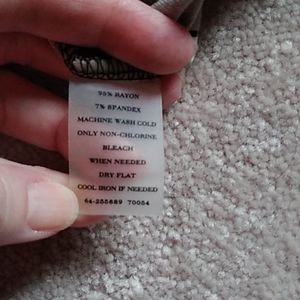 95% RAYON
7% SPANDEX
MACHINE WASH COLD
ONLY NON-CHLORINE
BLEACH
WHEN NEEDED
DRY FLAT
COOL IRON IF NEEDED
64-255689 70054